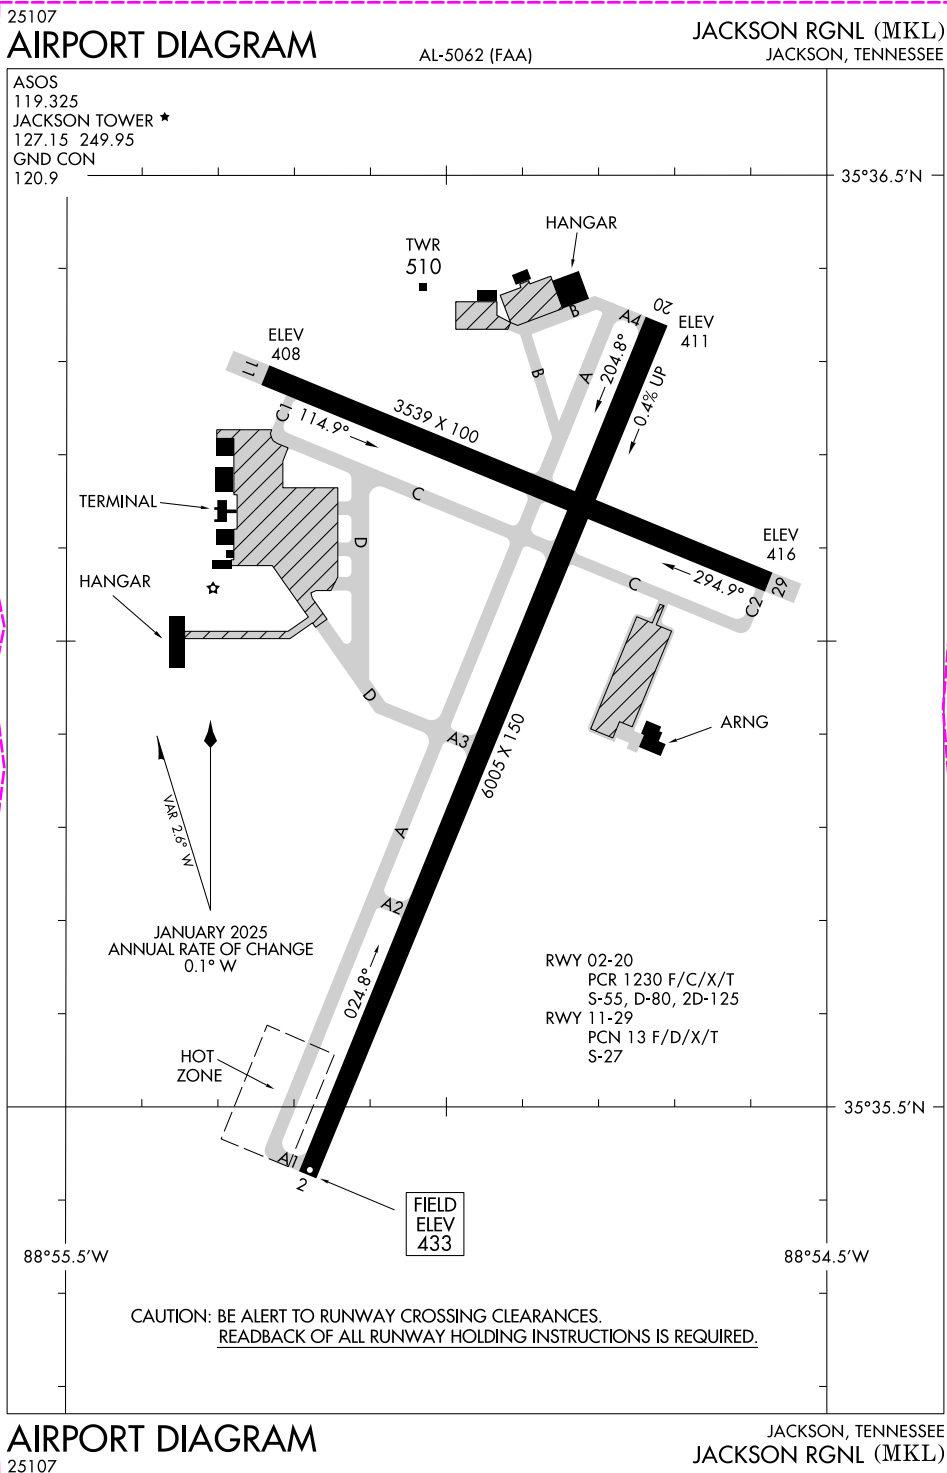 25107
AIRPORT DIAGRAM
AL-5062 (FAA)
JACKSON RGNL (MKL)
JACKSON, TENNESSEE
ASOS
119.325
JACKSON TOWER ★
127.15 249.95
GND CON
120.9
35°36.5'N
HANGAR
TWR
510
B
A4
20
ELEV
411
ELEV
408
11
B
A
204.8°
0.4% UP
C1
114.9°
3539 X 100
TERMINAL
C
D
ELEV
416
HANGAR
294.9°
C
C2
29
D
A3
6005 X 150
ARNG
VAR 2.6° W
A
A2
JANUARY 2025
ANNUAL RATE OF CHANGE
0.1° W
024.8°
RWY 02-20
PCR 1230 F/C/X/T
S-55, D-80, 2D-125
RWY 11-29
PCN 13 F/D/X/T
S-27
HOT
ZONE
35°35.5'N
A1
2
FIELD
ELEV
433
88°55.5'W
88°54.5'W
CAUTION: BE ALERT TO RUNWAY CROSSING CLEARANCES.
READBACK OF ALL RUNWAY HOLDING INSTRUCTIONS IS REQUIRED.
AIRPORT DIAGRAM
25107
JACKSON, TENNESSEE
JACKSON RGNL (MKL)